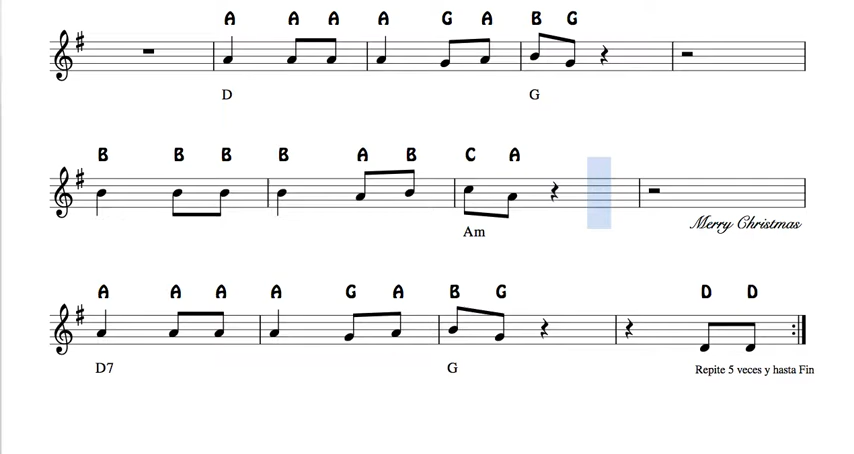 A A A A G A B G
D G
B B B B A B C A
Am
Merry Christmas
A A A A G A B G D D
D7 G Repite 5 veces y hasta Fin